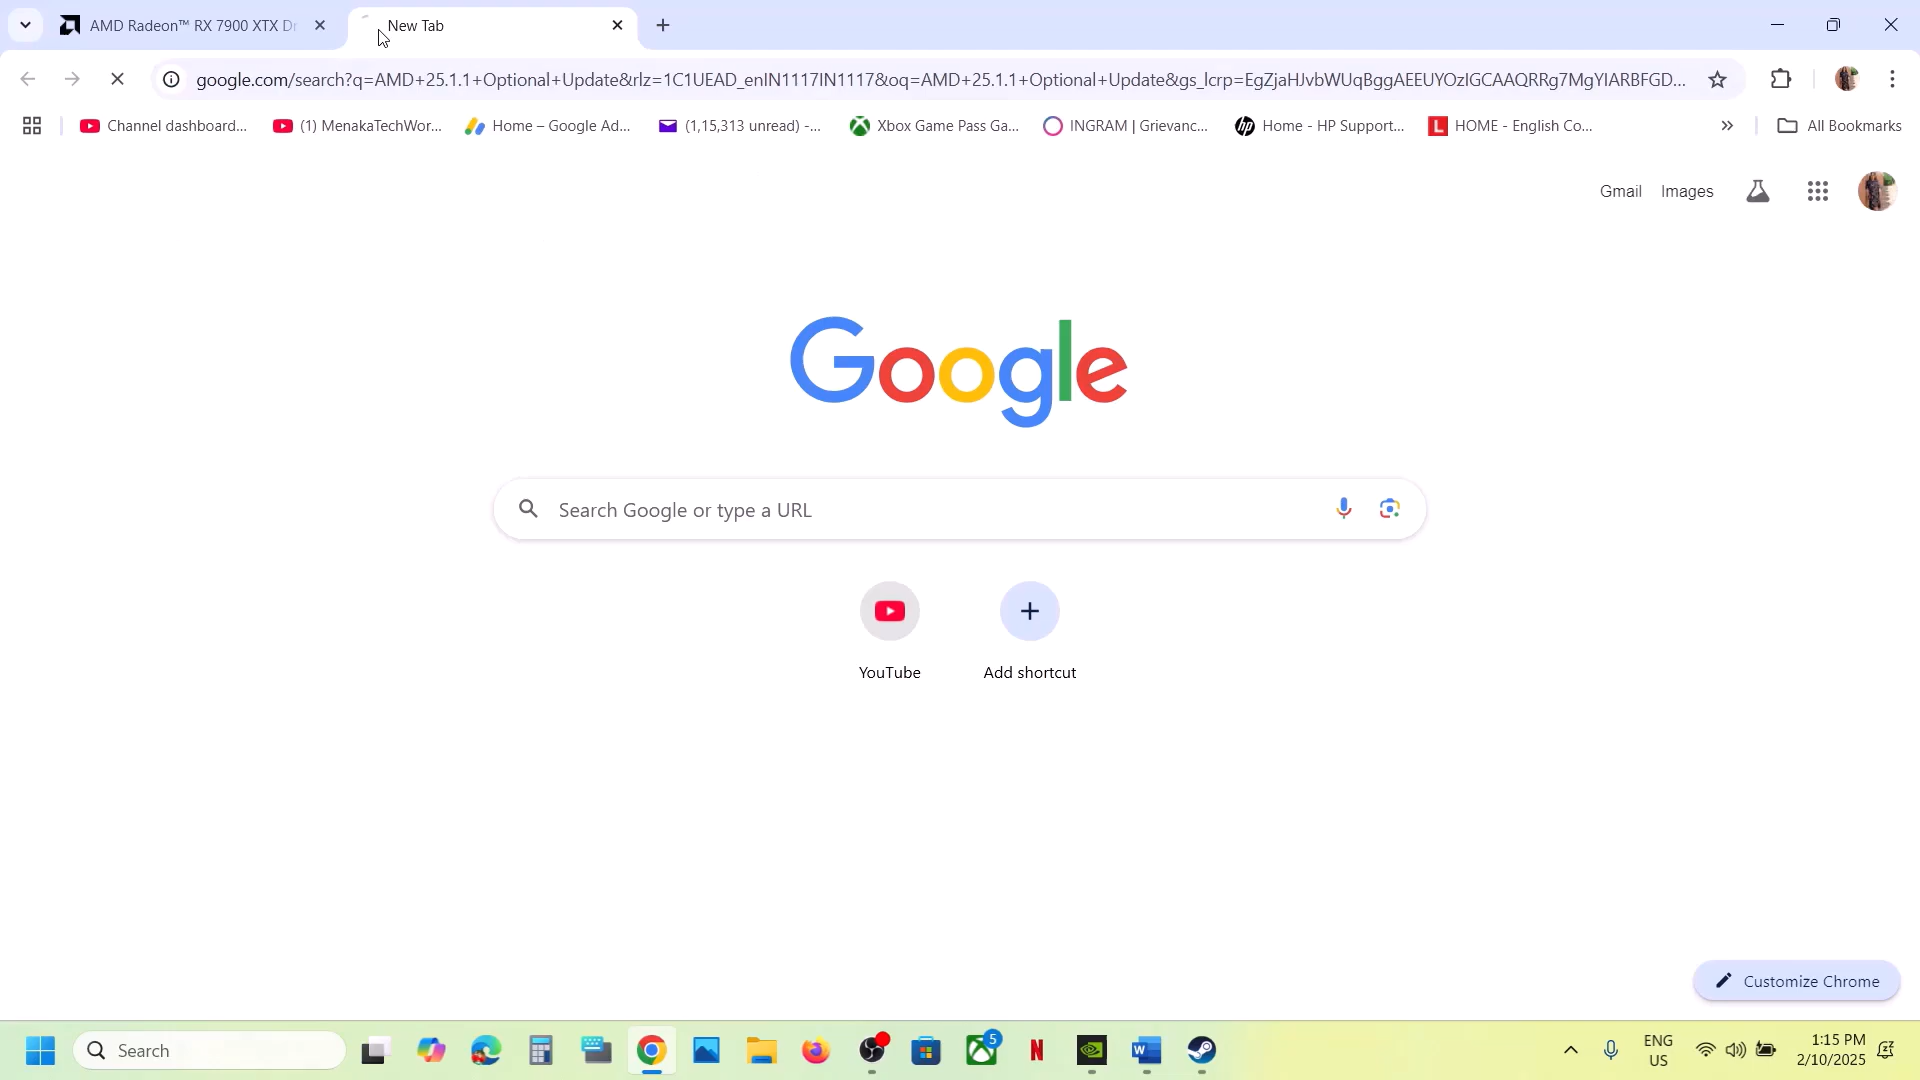 AMD Radeon™ RX 7900 XTX Dr
New Tab
google.com/search?q=AMD+25.1.1+Optional+Update&rlz=1C1UEAD_enIN1117IN1117&oq=AMD+25.1.1+Optional+Update&gs_lcrp=EgZjaHJvbWUqBggAEEUYOzIGCAAQRRg7MgYIARBFGD...
Channel dashboard...
(1) MenakaTechWor...
Home – Google Ad...
(1,15,313 unread) -...
Xbox Game Pass Ga...
INGRAM | Grievanc...
Home - HP Support...
HOME - English Co...
All Bookmarks
Gmail
Images
Google
Search Google or type a URL
YouTube
Add shortcut
Customize Chrome
Search
5
ENG
US
1:15 PM
2/10/2025